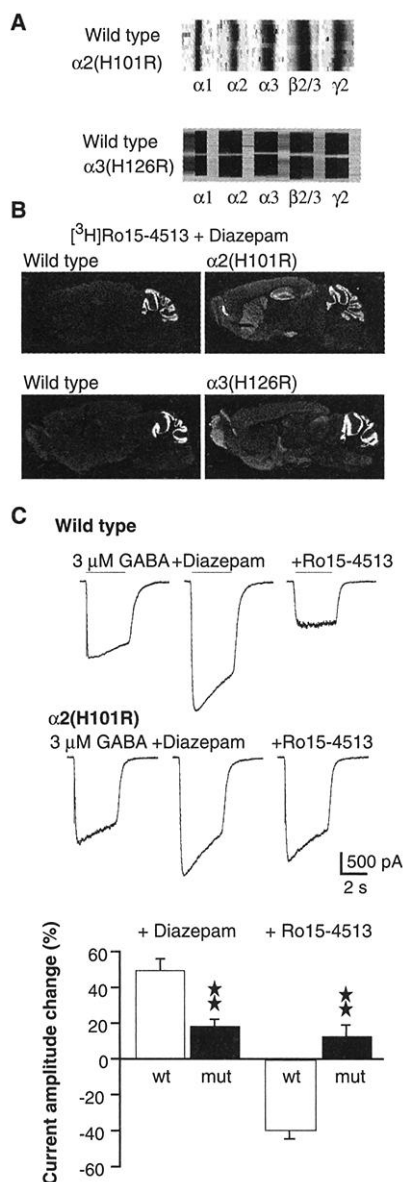 A
Wild type
α2(H101R)
α1 α2 α3 β2/3 γ2
Wild type
α3(H126R)
α1 α2 α3 β2/3 γ2
B
[³H]Ro15-4513 + Diazepam
Wild type α2(H101R)
Wild type α3(H126R)
C
Wild type
3 μM GABA +Diazepam +Ro15-4513
α2(H101R)
3 μM GABA +Diazepam +Ro15-4513
500 pA
2 s
+ Diazepam + Ro15-4513
Current amplitude change (%)
60
40
20
0
-20
-40
-60
wt mut wt mut